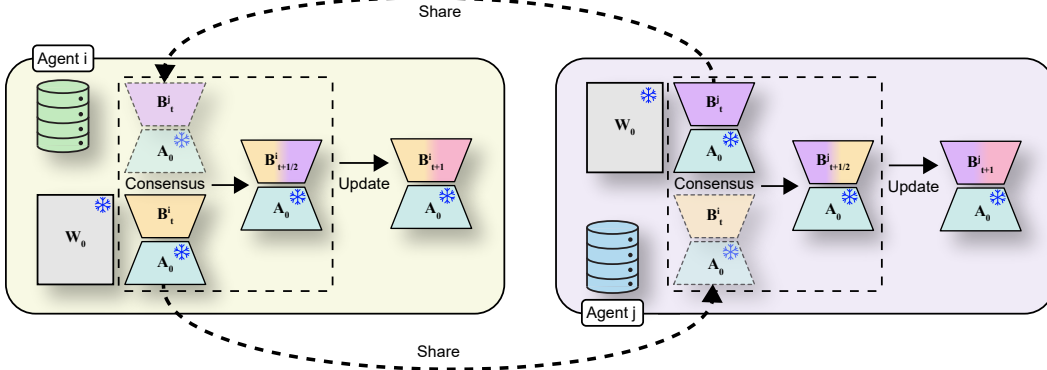 Share
Agent i
B^j_t
A_0
Consensus
B^i_t
A_0
W_0
B^i_{t+1/2}
A_0
Update
B^i_{t+1}
A_0
W_0
B^j_t
A_0
Consensus
B^i_t
A_0
B^j_{t+1/2}
A_0
Update
B^j_{t+1}
A_0
Agent j
Share